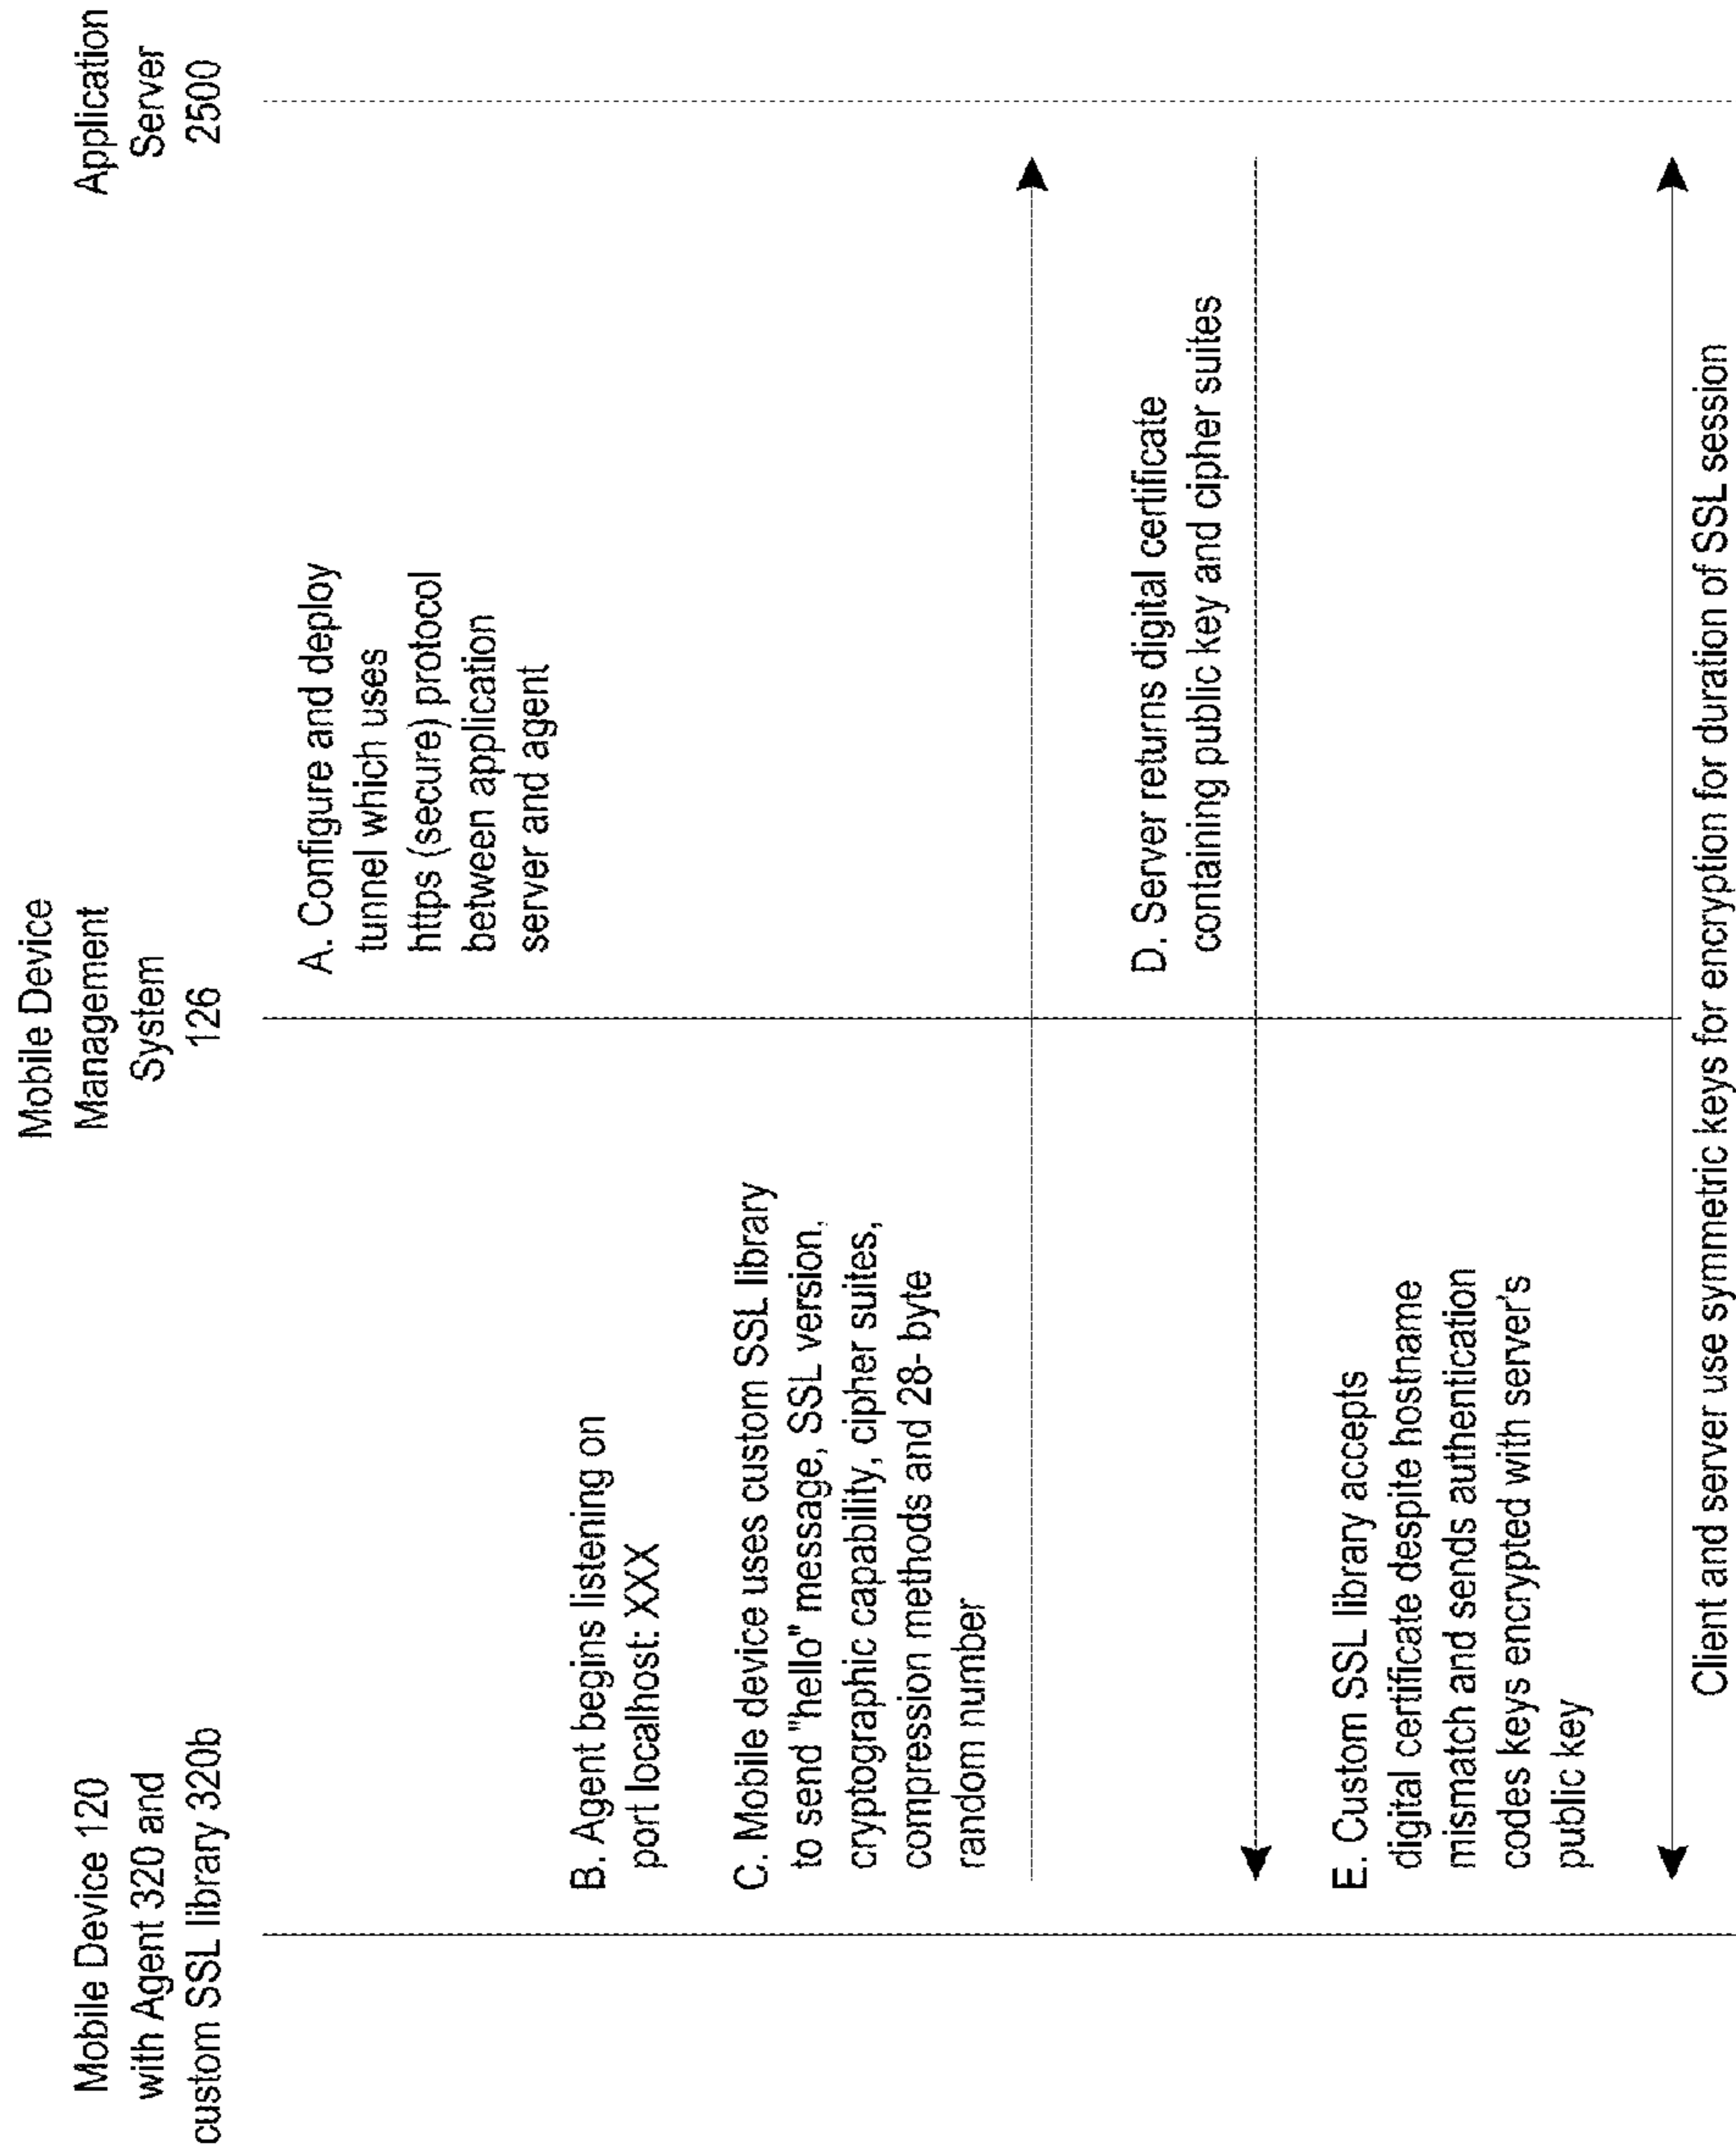 Mobile Device 120
with Agent 320 and
custom SSL library 320b
Mobile Device
Management
System
126
Application
Server
2500
A. Configure and deploy
tunnel which uses
https (secure) protocol
between application
server and agent
B. Agent begins listening on
port localhost: XXX
C. Mobile device uses custom SSL library
to send "hello" message, SSL version,
cryptographic capability, cipher suites,
compression methods and 28- byte
random number
D. Server returns digital certificate
containing public key and cipher suites
E. Custom SSL library accepts
digital certificate despite hostname
mismatch and sends authentication
codes keys encrypted with server's
public key
Client and server use symmetric keys for encryption for duration of SSL session